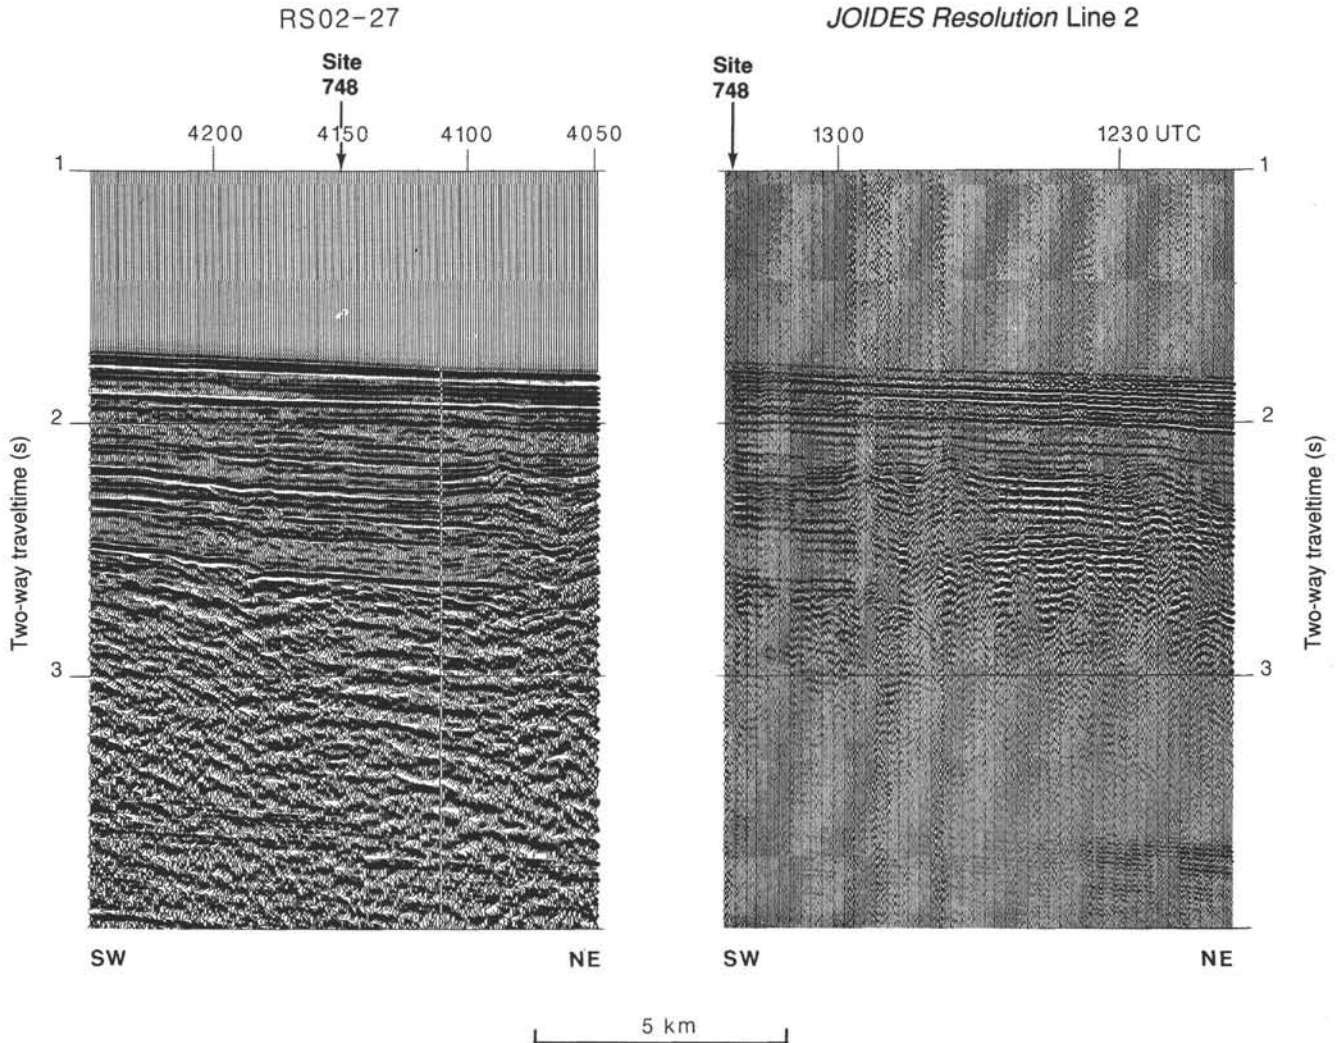 RS02-27
JOIDES Resolution Line 2
Site
748
Site
748
4200 4150 4100 4050
1300 1230 UTC
1
1
2
2
3
3
Two-way traveltime (s)
Two-way traveltime (s)
SW NE
SW NE
5 km